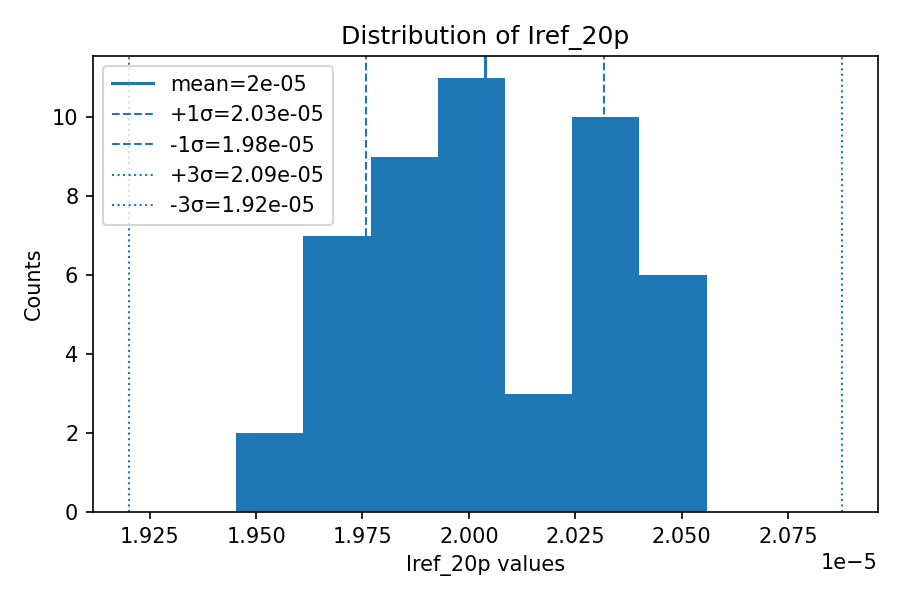 Distribution of Iref_20p
mean=2e-05
+1σ=2.03e-05
-1σ=1.98e-05
+3σ=2.09e-05
-3σ=1.92e-05
Counts
10
8
6
4
2
0
1.925 1.950 1.975 2.000 2.025 2.050 2.075
1e−5
Iref_20p values